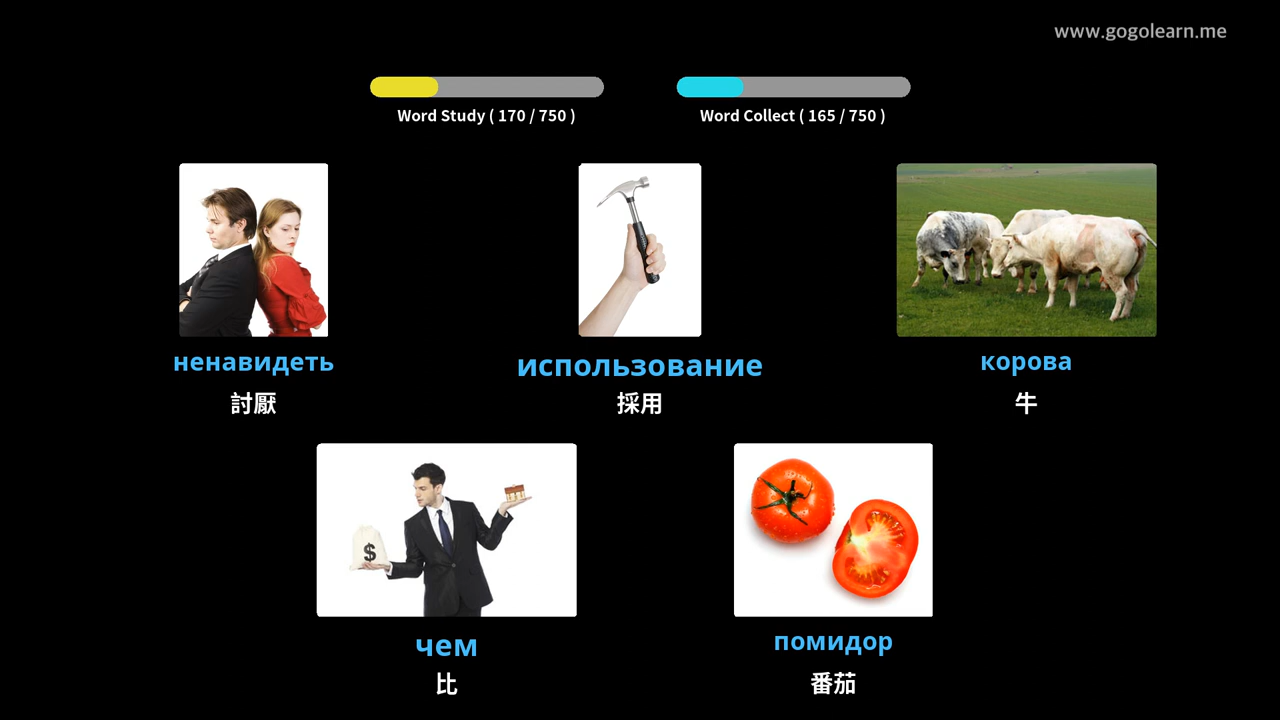 www.gogolearn.me
Word Study ( 170 / 750 )
Word Collect ( 165 / 750 )
ненавидеть
討厭
использование
採用
корова
牛
$
чем
比
помидор
番茄